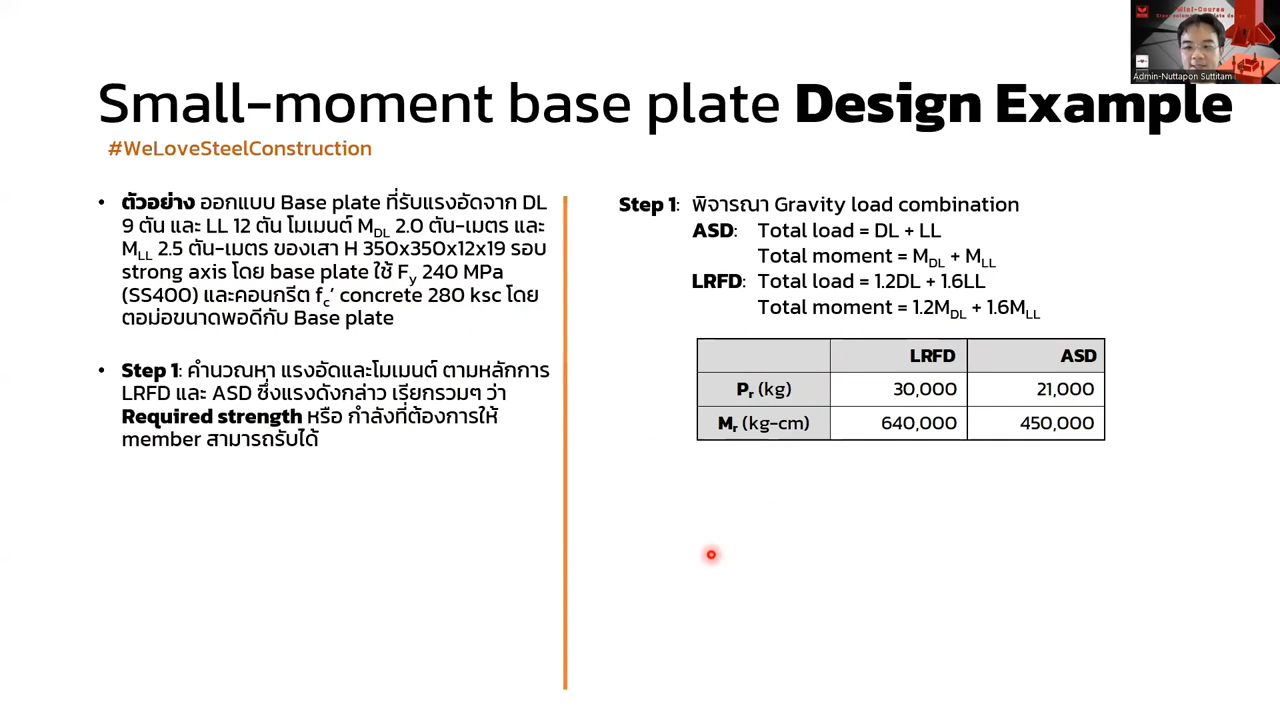 Mini-Course
Admin-Nuttapon Suttitam
Small-moment base plate Design Example
#WeLoveSteelConstruction
• ตัวอย่าง ออกแบบ Base plate ที่รับแรงอัดจาก DL
9 ตัน และ LL 12 ตัน โมเมนต์ MDL 2.0 ตัน-เมตร และ
MLL 2.5 ตัน-เมตร ของเสา H 350x350x12x19 รอบ
strong axis โดย base plate ใช้ Fy 240 MPa
(SS400) และคอนกรีต fc’ concrete 280 ksc โดย
ตอม่อขนาดพอดีกับ Base plate
• Step 1: คำนวณหา แรงอัดและโมเมนต์ ตามหลักการ
LRFD และ ASD ซึ่งแรงดังกล่าว เรียกรวมๆ ว่า
Required strength หรือ กำลังที่ต้องการให้
member สามารถรับได้
Step 1: พิจารณา Gravity load combination
ASD: Total load = DL + LL
Total moment = MDL + MLL
LRFD: Total load = 1.2DL + 1.6LL
Total moment = 1.2MDL + 1.6MLL
LRFD ASD
Pr (kg) 30,000 21,000
Mr (kg-cm) 640,000 450,000